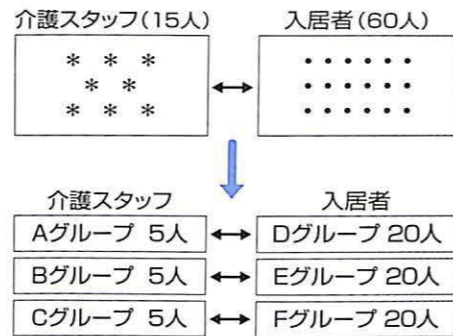 介護スタッフ(15人) 入居者(60人)
介護スタッフ 入居者
Aグループ 5人 Dグループ 20人
Bグループ 5人 Eグループ 20人
Cグループ 5人 Fグループ 20人